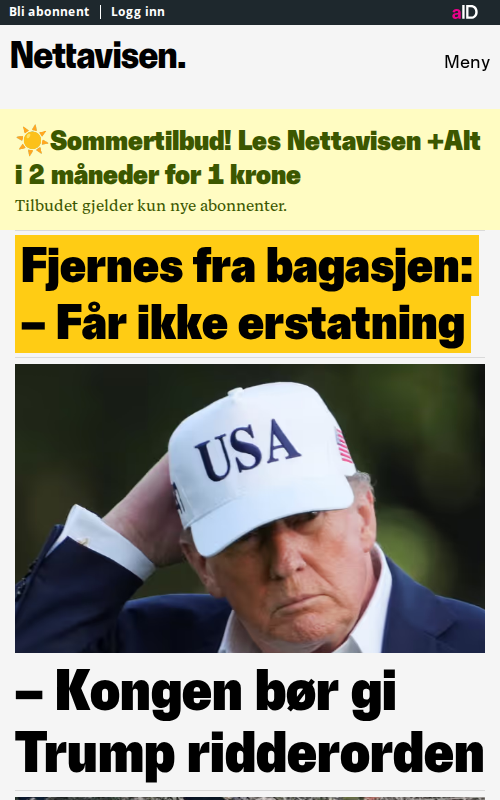 Bli abonnent | Logg inn
aID
Nettavisen.
Meny
☀️Sommertilbud! Les Nettavisen +Alt
i 2 måneder for 1 krone
Tilbudet gjelder kun nye abonnenter.
Fjernes fra bagasjen:
– Får ikke erstatning
USA
– Kongen bør gi
Trump ridderorden